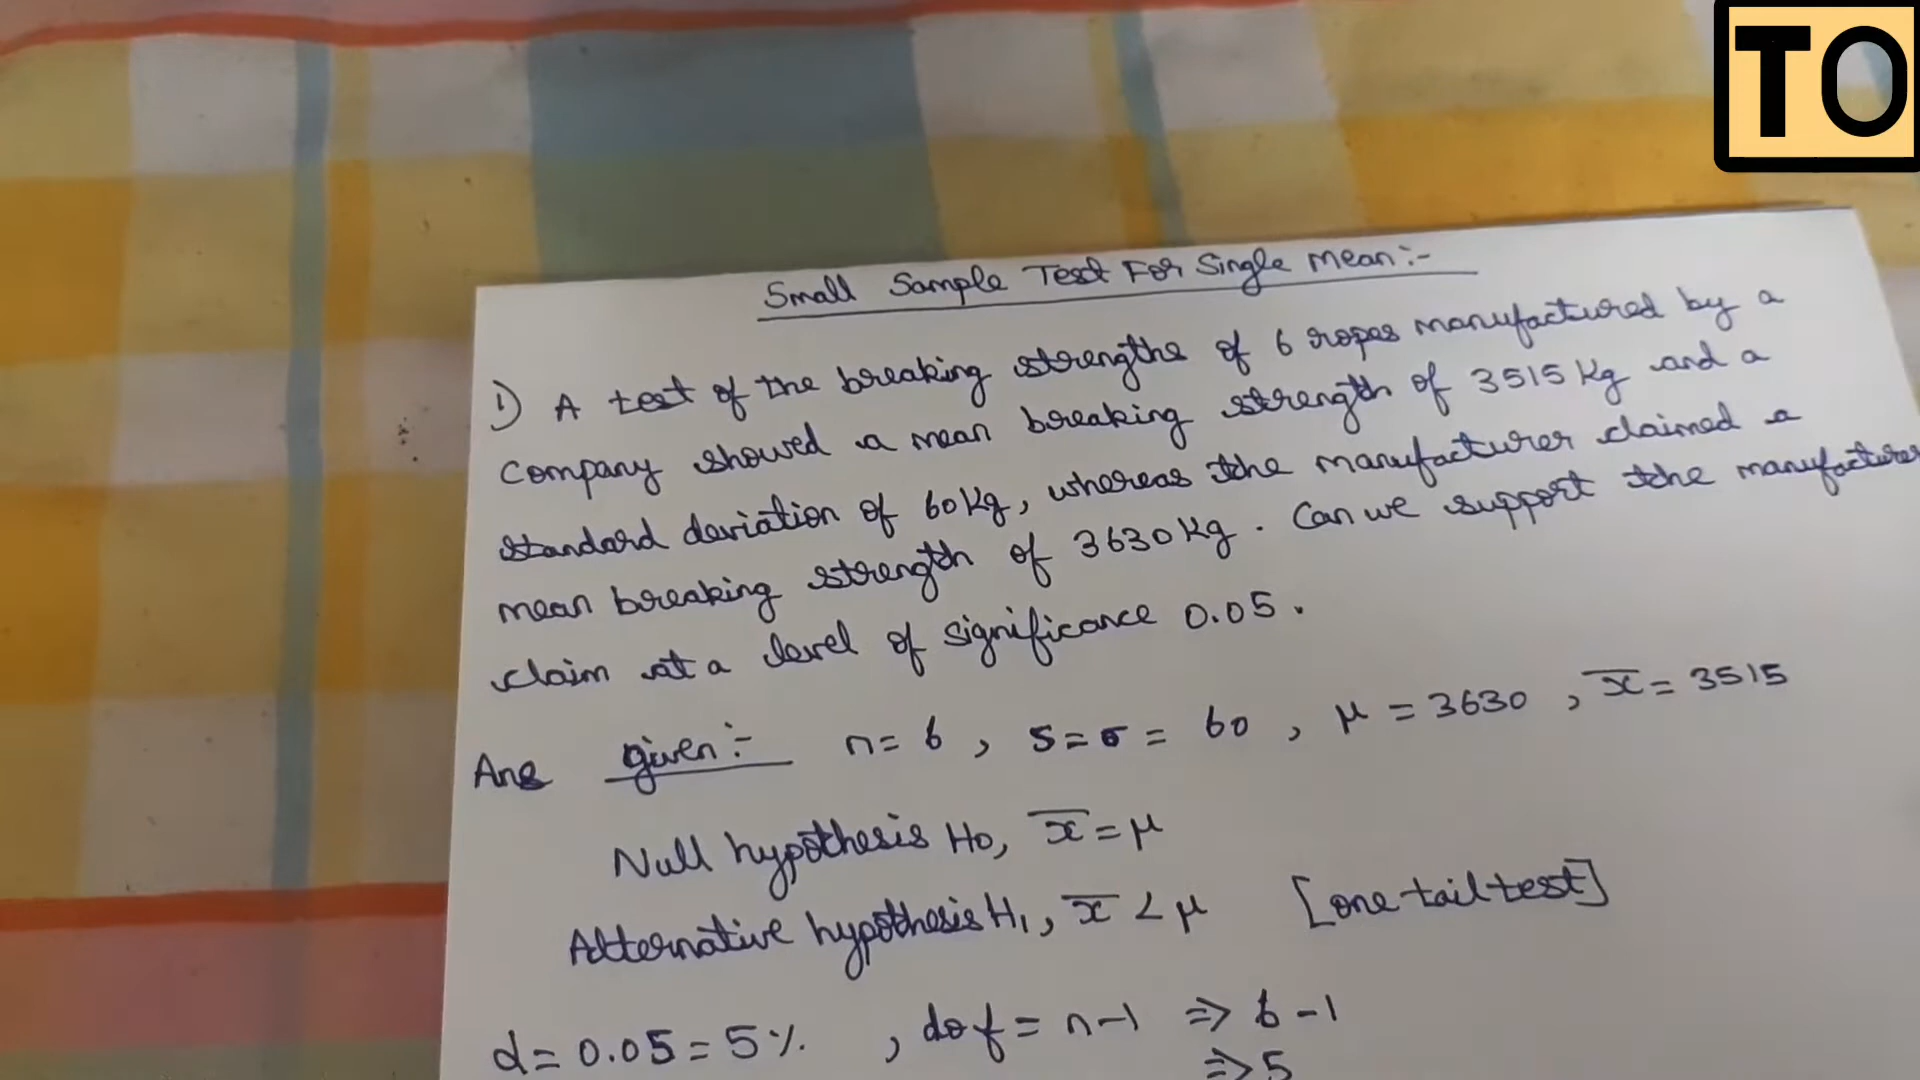 TO
Small Sample Test For Single Mean:-
1) A test of the breaking strengths of 6 ropes manufactured by a
Company showed a mean breaking strength of 3515 Kg and a
standard deviation of 60Kg, whereas the manufacturer claimed a
mean breaking strength of 3630 Kg. Can we support the manufacturer
claim at a level of significance 0.05.
Ans given:- n = 6, S = σ = 60, μ = 3630, x̅ = 3515
Null hypothesis H0, x̅ = μ
Alternative hypothesis H1, x̅ < μ [one tail test]
α = 0.05 = 5%, dof = n-1 => 6-1
=> 5